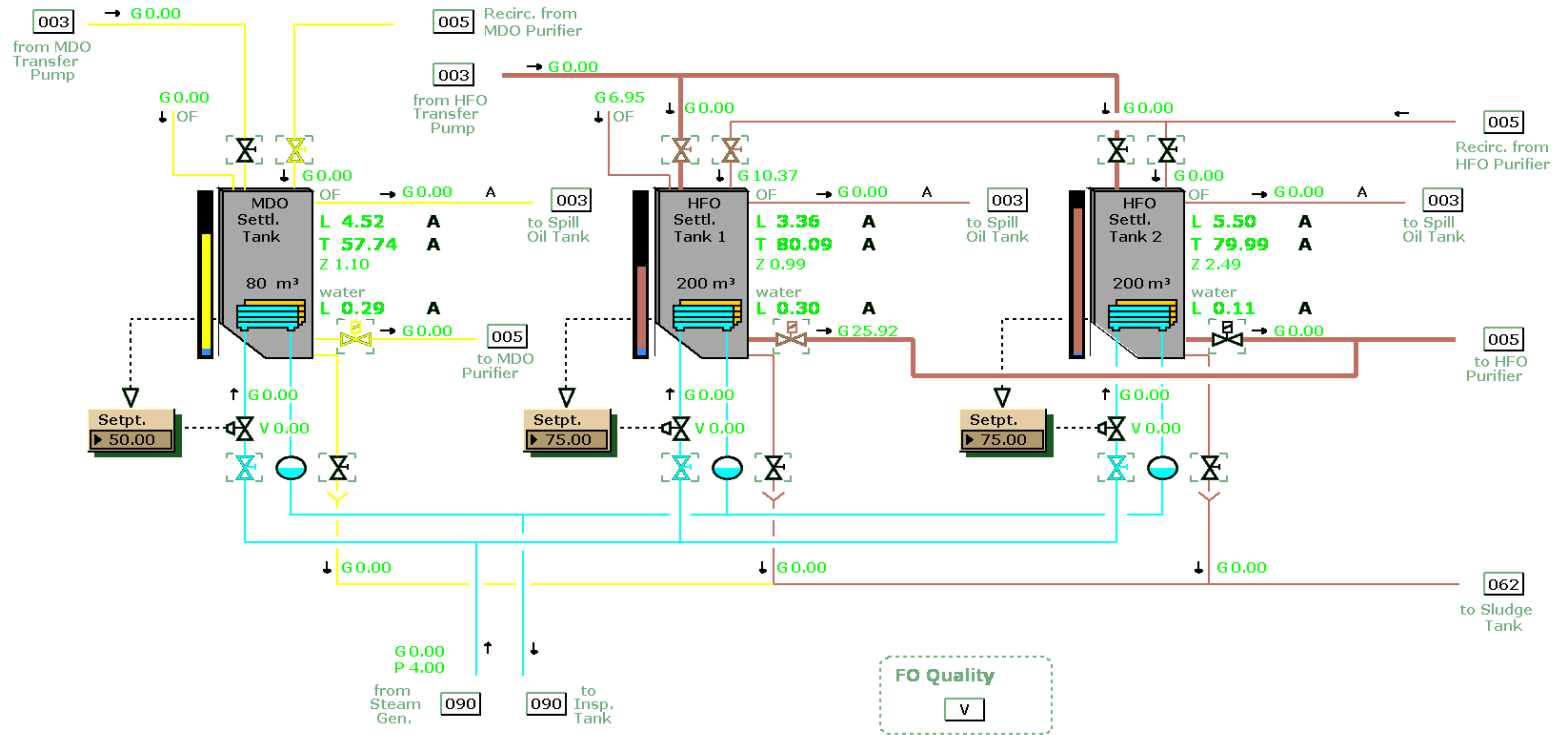 003
G 0.00
from MDO
Transfer
Pump
005
Recirc. from
MDO Purifier
003
G 0.00
from HFO
Transfer
Pump
G 0.00
OF
G 6.95
OF
G 0.00
G 0.00
005
Recirc. from
HFO Purifier
G 0.00
G 10.37
G 0.00
MDO
Settl.
Tank
80 m³
OF
G 0.00
A
003
to Spill
Oil Tank
L 4.52 A
T 57.74 A
Z 1.10
water
L 0.29 A
G 0.00
005
to MDO
Purifier
HFO
Settl.
Tank 1
200 m³
OF
G 0.00
A
003
to Spill
Oil Tank
L 3.36 A
T 80.09 A
Z 0.99
water
L 0.30 A
G 25.92
HFO
Settl.
Tank 2
200 m³
OF
G 0.00
A
003
to Spill
Oil Tank
L 5.50 A
T 79.99 A
Z 2.49
water
L 0.11 A
G 0.00
005
to HFO
Purifier
G 0.00
G 0.00
G 0.00
Setpt.
50.00
V 0.00
Setpt.
75.00
V 0.00
Setpt.
75.00
V 0.00
G 0.00
G 0.00
G 0.00
062
to Sludge
Tank
G 0.00
P 4.00
from
Steam
Gen.
090
090
to
Insp.
Tank
FO Quality
V